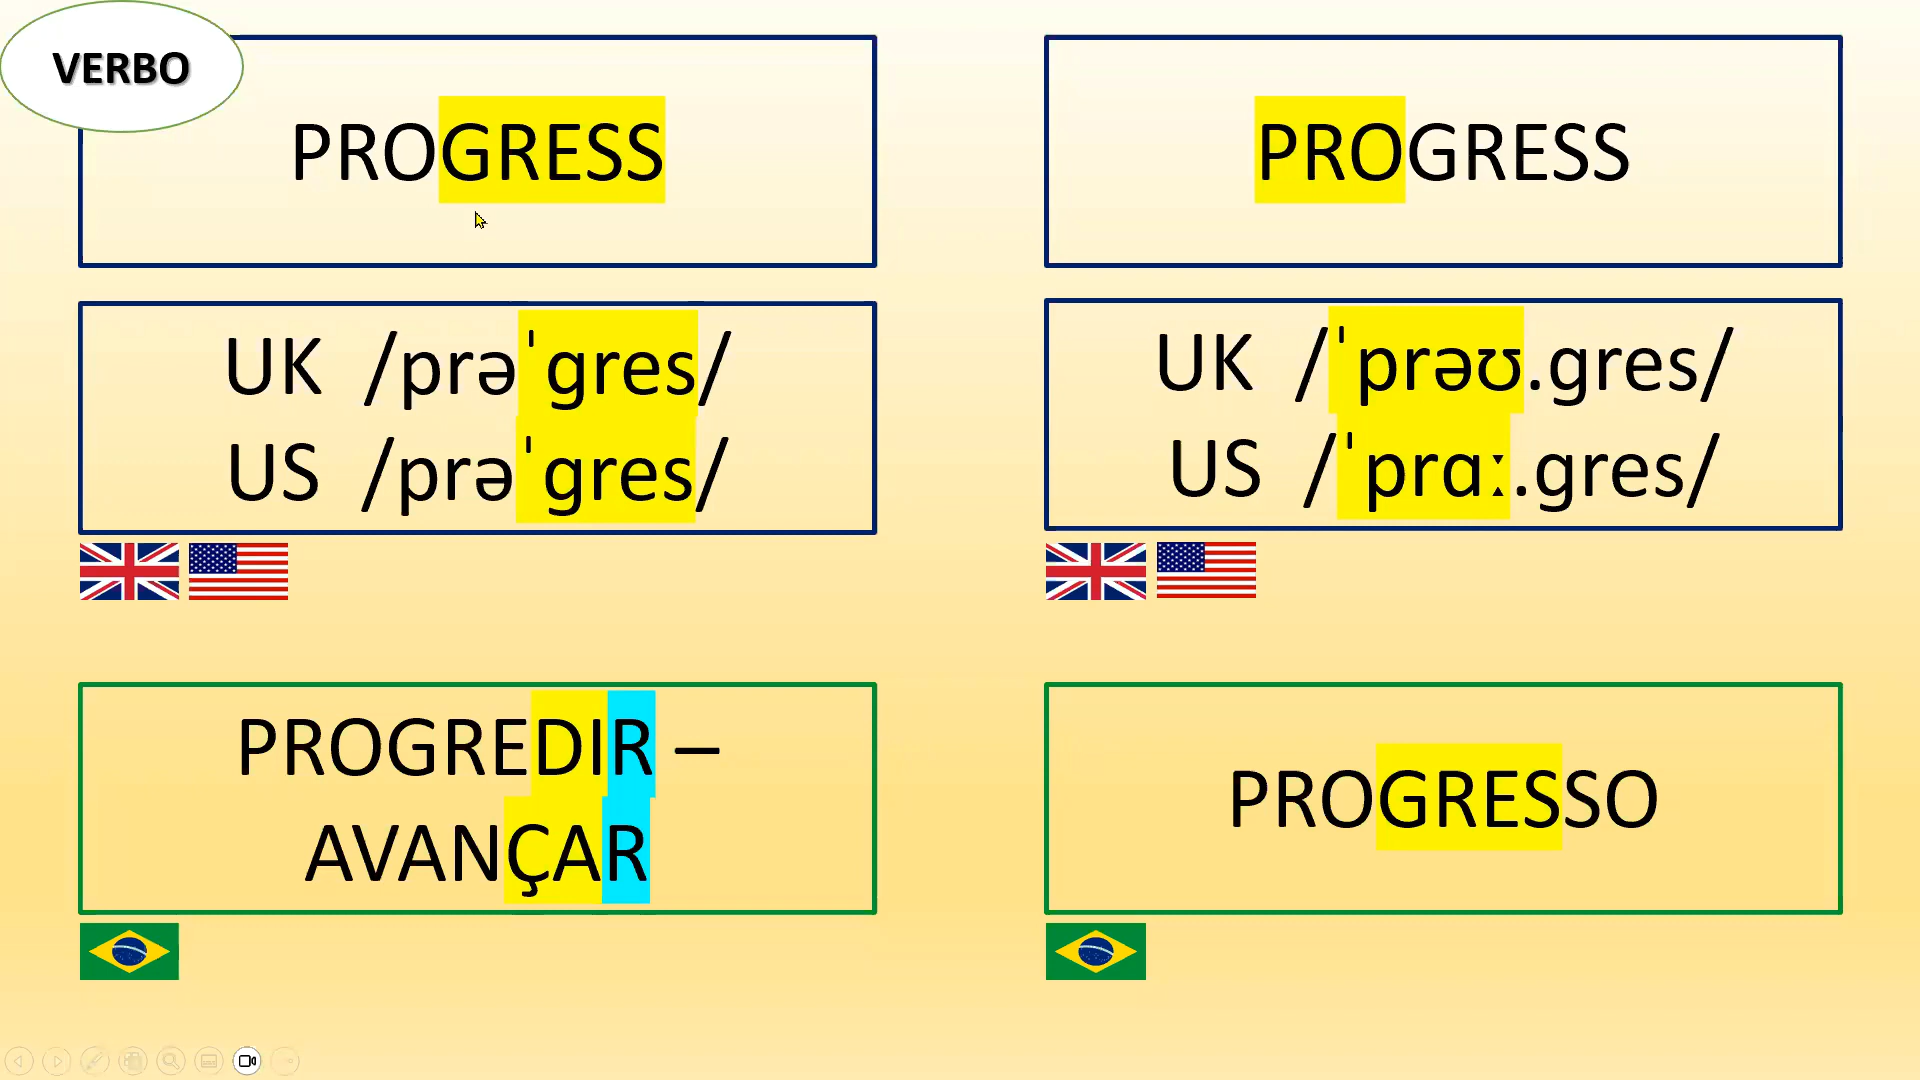 VERBO
PROGRESS
UK /prəˈgres/
US /prəˈgres/
PROGREDIR –
AVANÇAR
PROGRESS
UK /ˈprəʊ.gres/
US /ˈprɑː.gres/
PROGRESSO